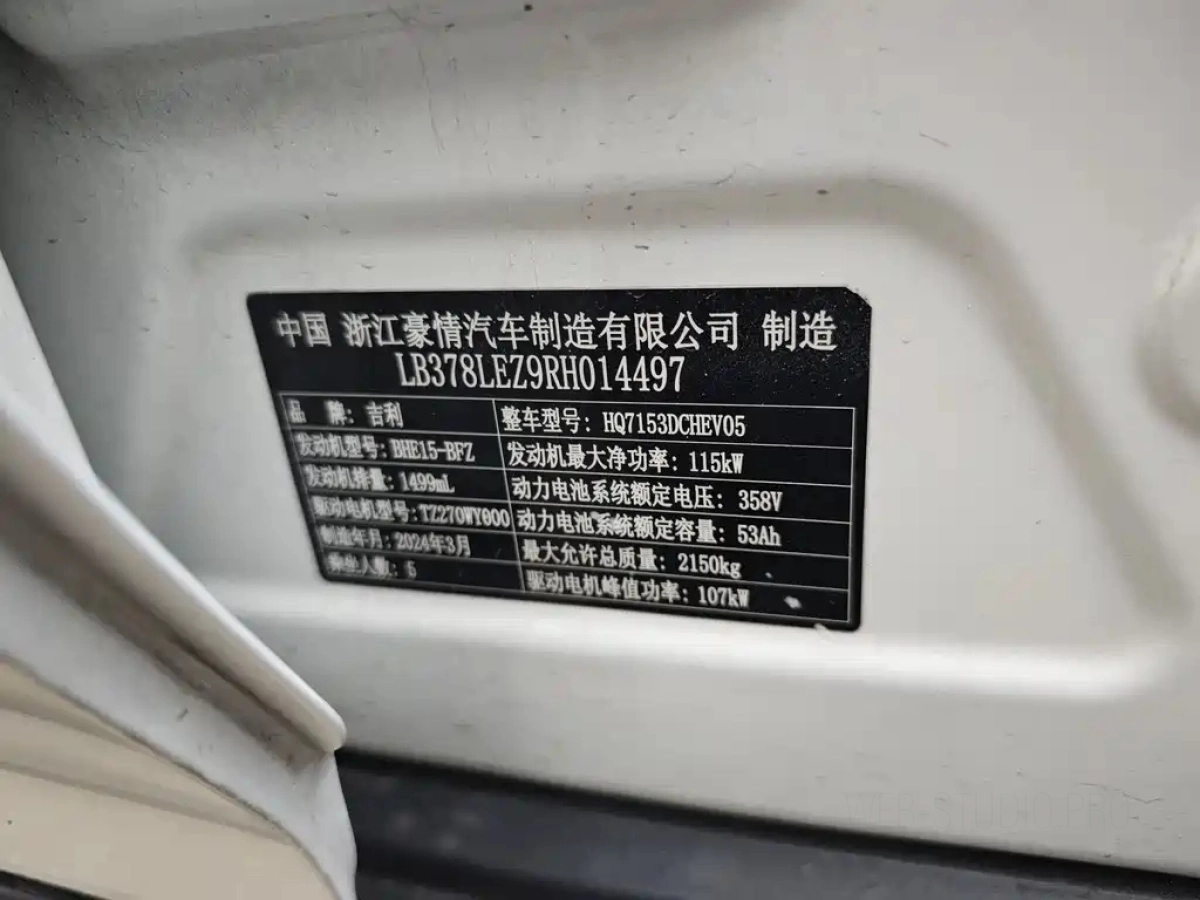 中国 浙江豪情汽车制造有限公司 制造
LB378LEZ9RH014497
品 牌: 吉利 整车型号: HQ7153DCHEV05
发动机型号: BHE15-BFZ 发动机最大净功率: 115kW
发动机排量: 1499mL 动力电池系统额定电压: 358V
驱动电机型号: TZ270WY000 动力电池系统额定容量: 53Ah
制造年月: 2024年3月 最大允许总质量: 2150kg
乘坐人数: 5 驱动电机峰值功率: 107kW